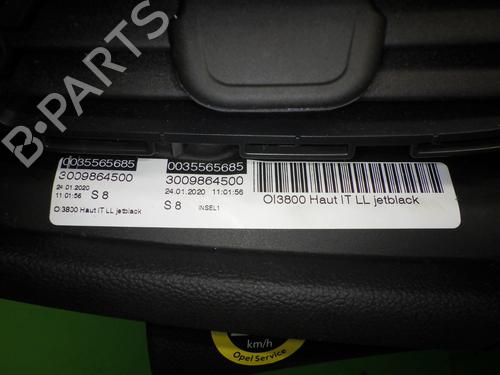 B-PARTS
0035565685
3009864500
24.01.2020
11:01:56 S 8
OI3800 Haut IT LL jetblack
0035565685
3009864500
24.01.2020 11:01:56
S 8 INSEL1
OI3800 Haut IT LL jetblack
km/h
Opel Service